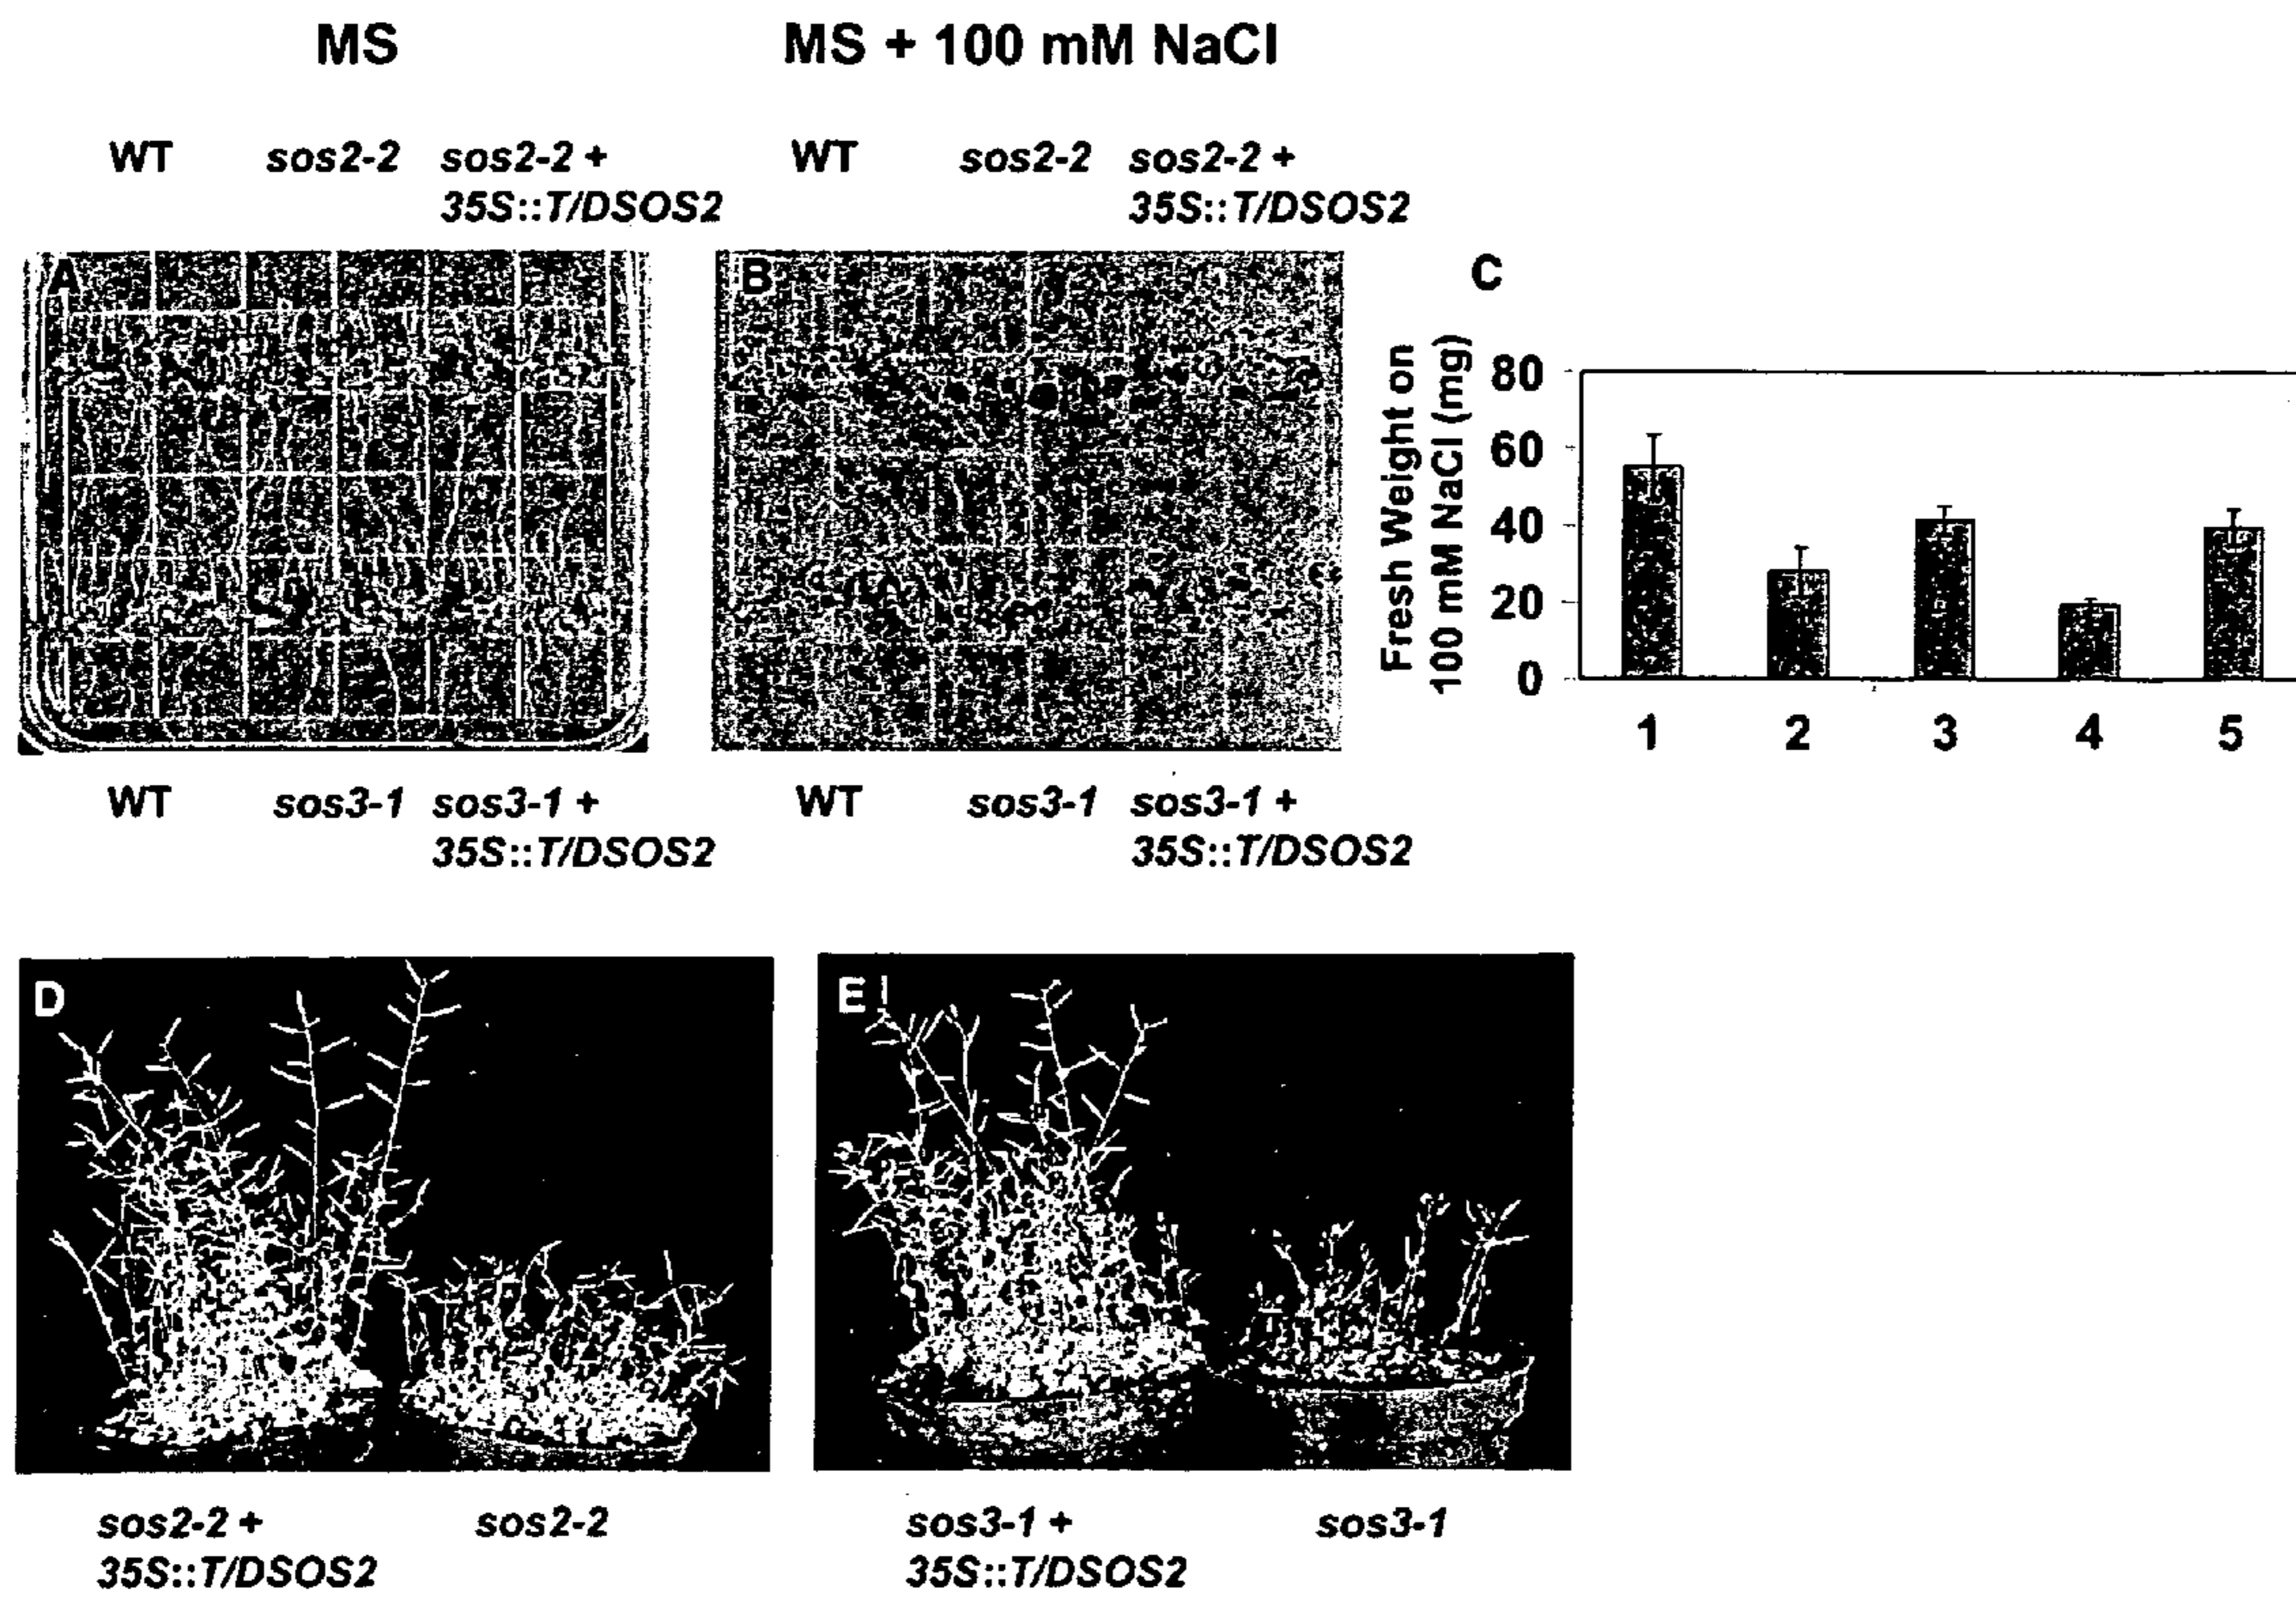 MS
MS + 100 mM NaCl
WT sos2-2 sos2-2 +
35S::T/DSOS2
WT sos2-2 sos2-2 +
35S::T/DSOS2
A
B
C
Fresh Weight on
100 mM NaCl (mg)
80
60
40
20
0
1 2 3 4 5
WT sos3-1 sos3-1 +
35S::T/DSOS2
WT sos3-1 sos3-1 +
35S::T/DSOS2
D
E
sos2-2 +
35S::T/DSOS2
sos2-2
sos3-1 +
35S::T/DSOS2
sos3-1